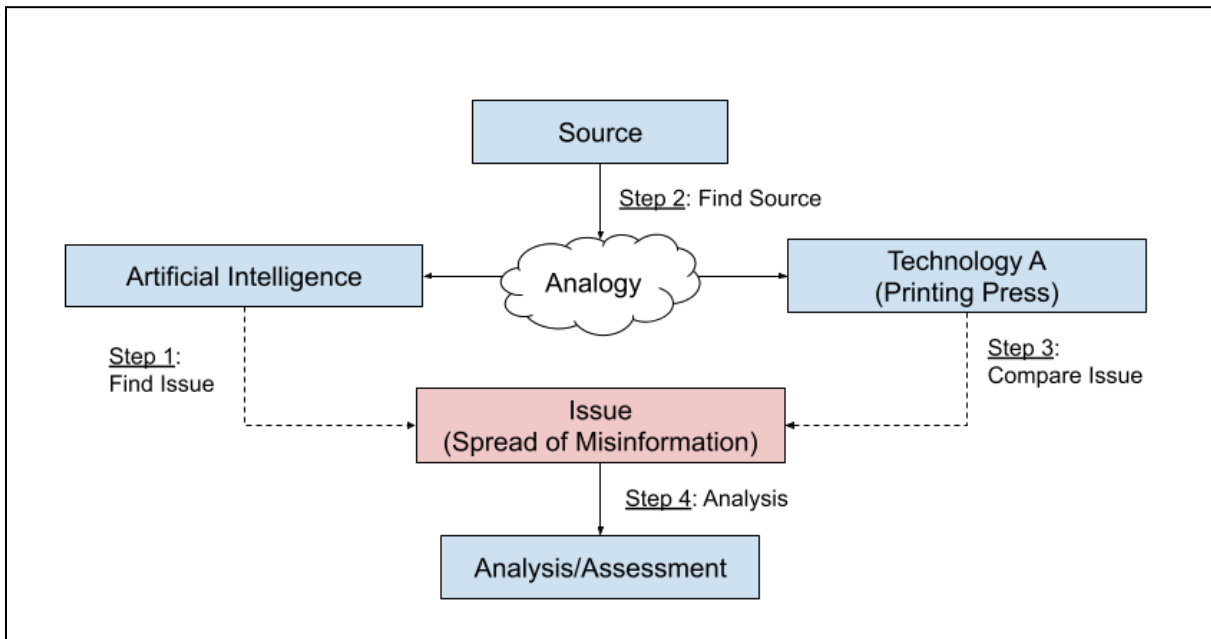 Source
Step 2: Find Source
Artificial Intelligence
Analogy
Technology A
(Printing Press)
Step 1:
Find Issue
Step 3:
Compare Issue
Issue
(Spread of Misinformation)
Step 4: Analysis
Analysis/Assessment